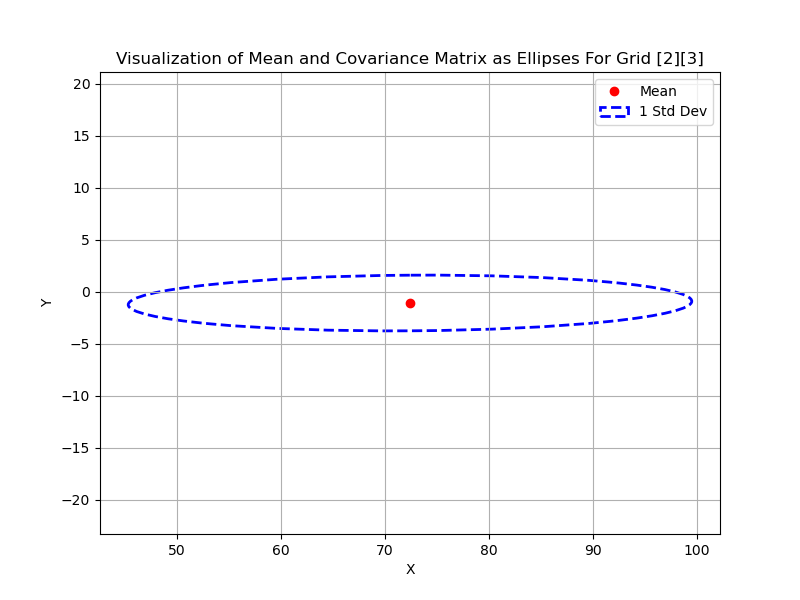 Visualization of Mean and Covariance Matrix as Ellipses For Grid [2][3]
Mean
1 Std Dev
20
15
10
5
0
−5
−10
−15
−20
Y
50 60 70 80 90 100
X